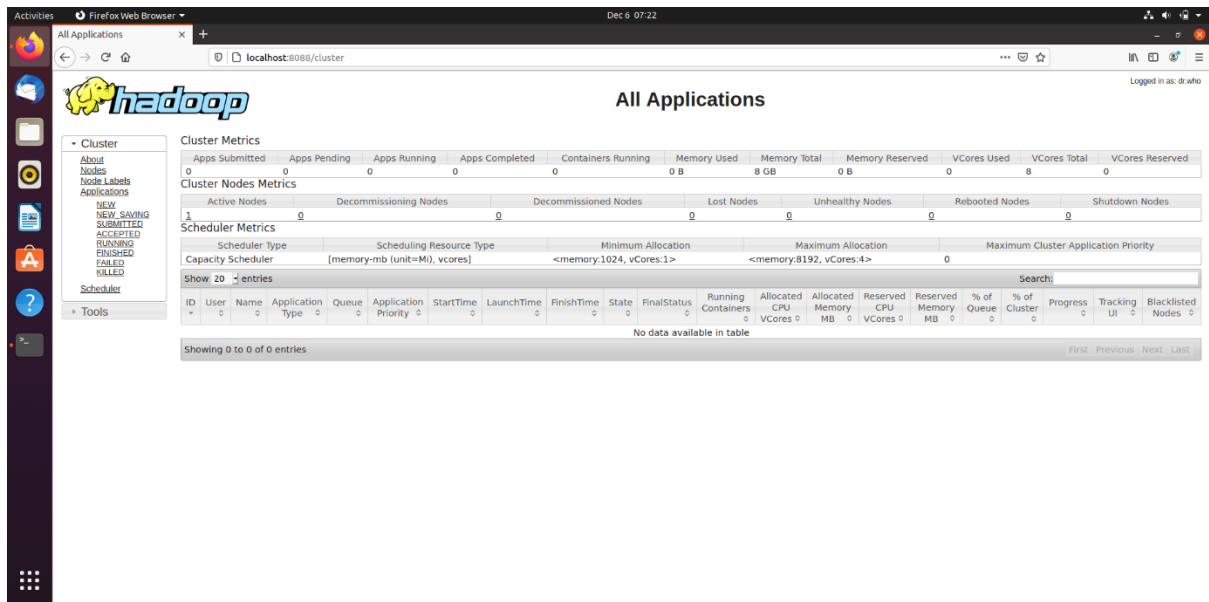 Activities Firefox Web Browser Dec 6 07:22
All Applications
localhost:8088/cluster
Logged in as: dr.who
hadoop
All Applications
Cluster
About
Nodes
Node Labels
Applications
NEW
NEW_SAVING
SUBMITTED
ACCEPTED
RUNNING
FINISHED
FAILED
KILLED
Scheduler
Tools
Cluster Metrics
Apps Submitted Apps Pending Apps Running Apps Completed Containers Running Memory Used Memory Total Memory Reserved VCores Used VCores Total VCores Reserved
0 0 0 0 0 0 B 8 GB 0 B 0 8 0
Cluster Nodes Metrics
Active Nodes Decommissioning Nodes Decommissioned Nodes Lost Nodes Unhealthy Nodes Rebooted Nodes Shutdown Nodes
1 0 0 0 0 0 0
Scheduler Metrics
Scheduler Type Scheduling Resource Type Minimum Allocation Maximum Allocation Maximum Cluster Application Priority
Capacity Scheduler [memory-mb (unit=Mi), vcores] <memory:1024, vCores:1> <memory:8192, vCores:4> 0
Show 20 entries Search:
ID User Name Application Type Queue Application Priority StartTime LaunchTime FinishTime State FinalStatus Running Containers Allocated CPU VCores Allocated Memory MB Reserved CPU VCores Reserved Memory MB % of Queue % of Cluster Progress Tracking UI Blacklisted Nodes
No data available in table
Showing 0 to 0 of 0 entries First Previous Next Last